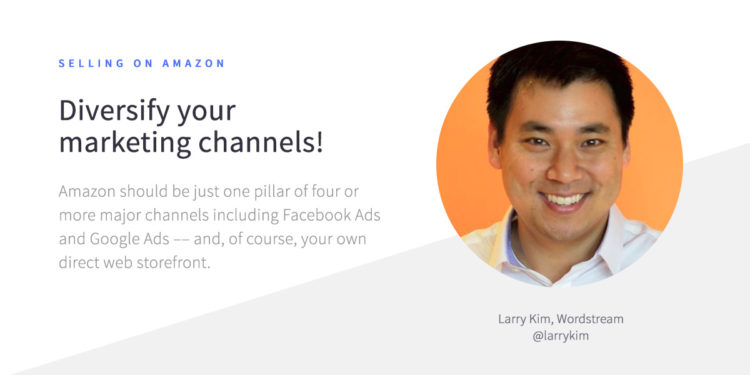 SELLING ON AMAZON
Diversify your
marketing channels!
Amazon should be just one pillar of four or
more major channels including Facebook Ads
and Google Ads –– and, of course, your own
direct web storefront.
Larry Kim, Wordstream
@larrykim